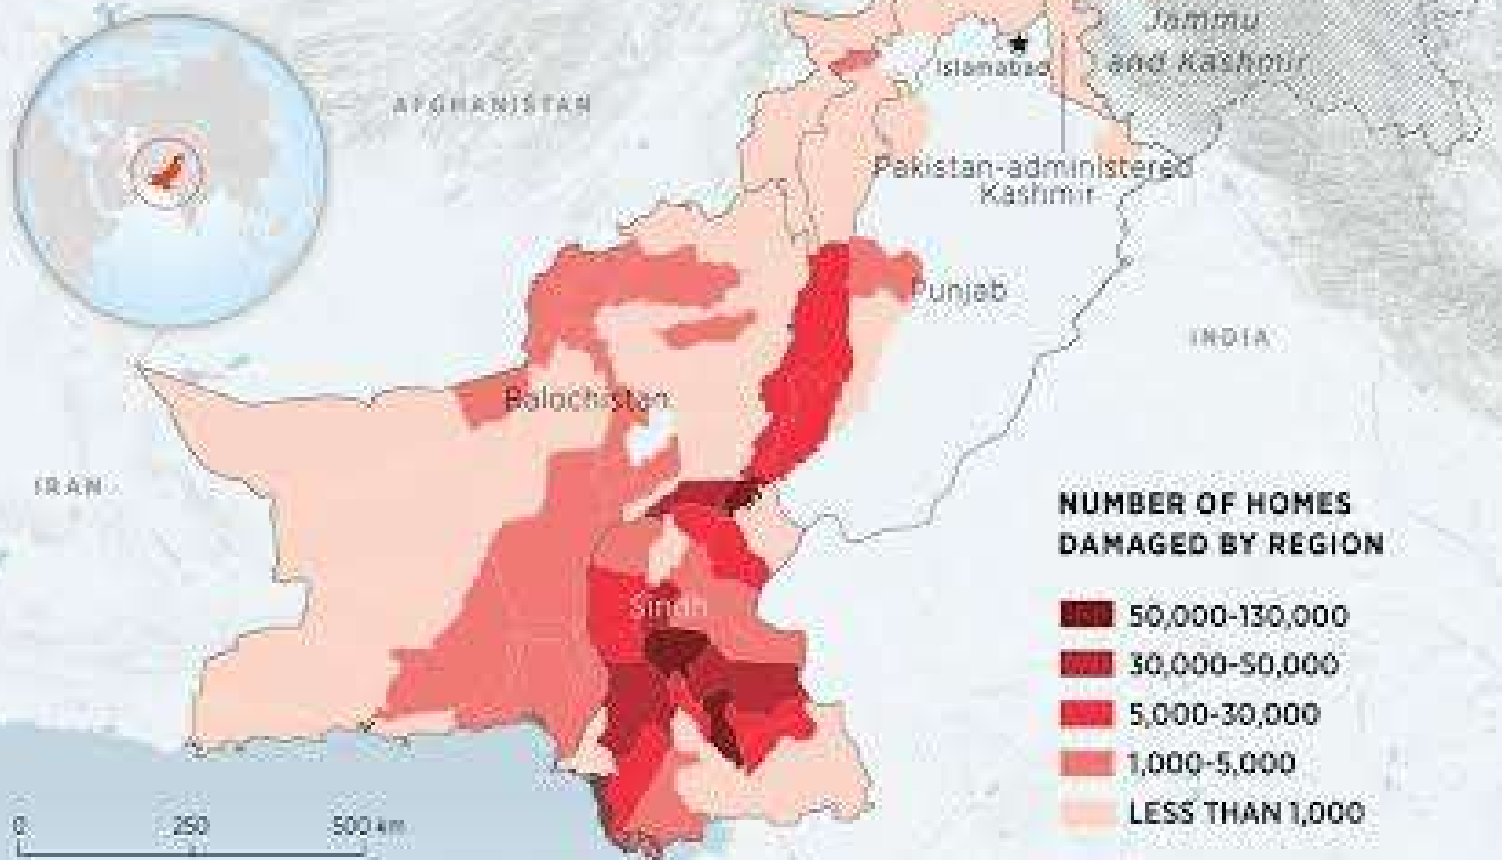 Jammu
and Kashmir
Islamabad
AFGHANISTAN
Pakistan-administered
Kashmir
Punjab
INDIA
Balochistan
IRAN
Sindh
NUMBER OF HOMES
DAMAGED BY REGION
50,000-130,000
30,000-50,000
5,000-30,000
1,000-5,000
LESS THAN 1,000
0 250 500 km